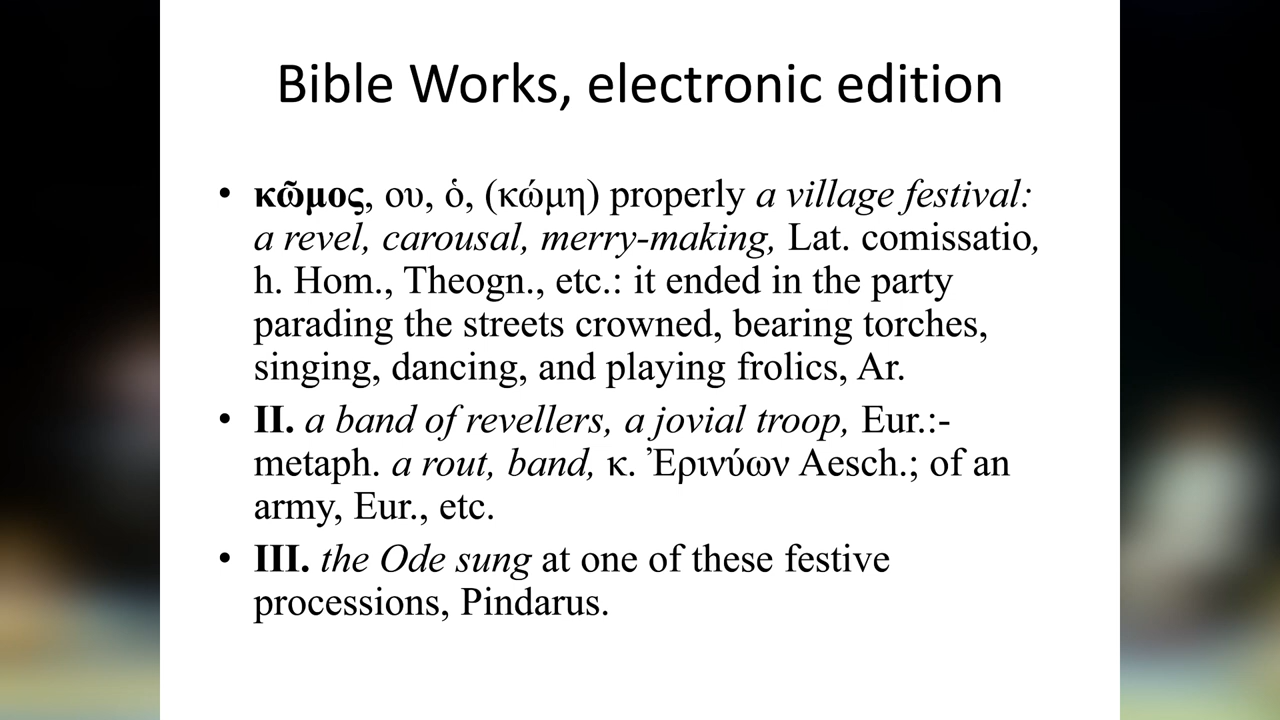 Bible Works, electronic edition
• κῶμος, ου, ὁ, (κώμη) properly a village festival:
a revel, carousal, merry-making, Lat. comissatio,
h. Hom., Theogn., etc.: it ended in the party
parading the streets crowned, bearing torches,
singing, dancing, and playing frolics, Ar.
• II. a band of revellers, a jovial troop, Eur.:-
metaph. a rout, band, κ. Ἐρινύων Aesch.; of an
army, Eur., etc.
• III. the Ode sung at one of these festive
processions, Pindarus.